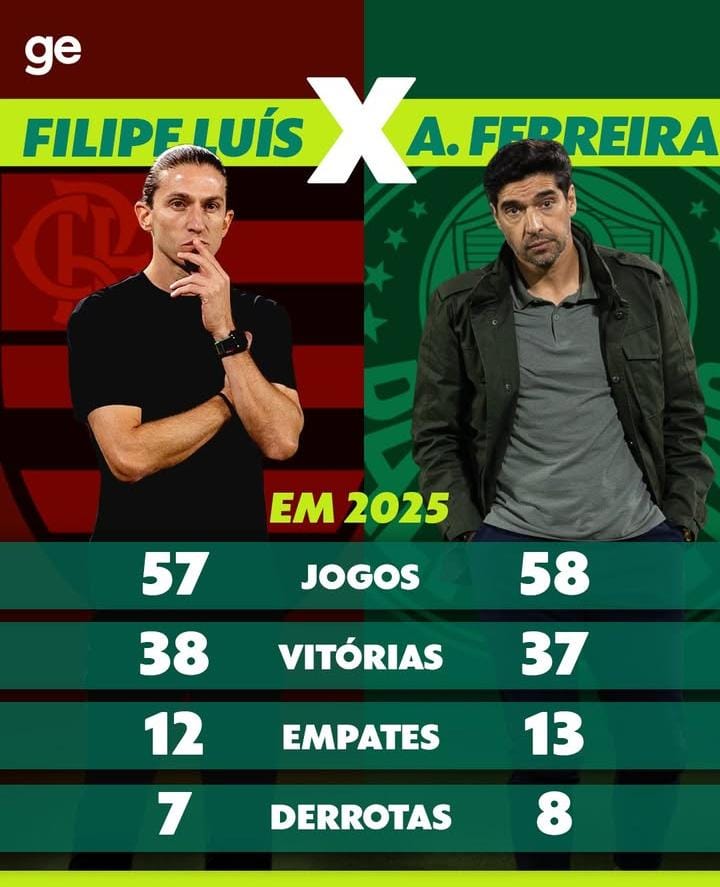 ge
FILIPE LUÍS X A. FERREIRA
EM 2025
57 JOGOS 58
38 VITÓRIAS 37
12 EMPATES 13
7 DERROTAS 8